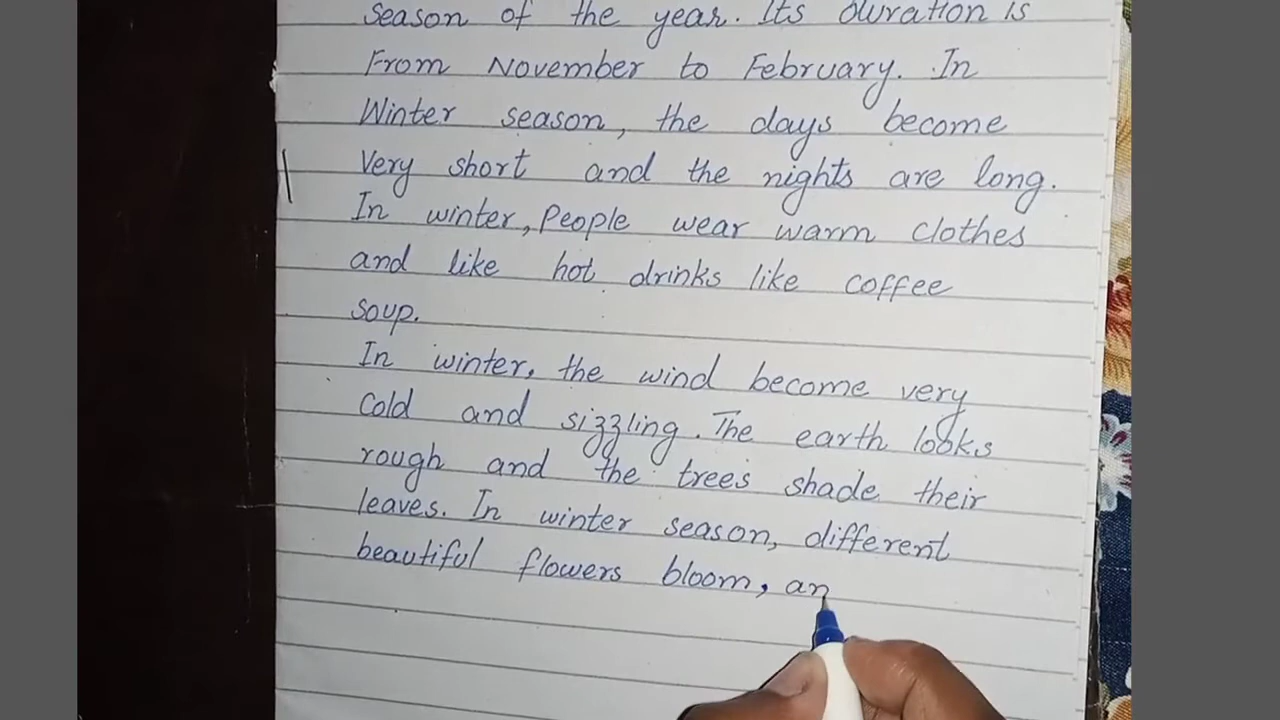 season of the year. Its duration is
From November to February. In
Winter season, the days become
Very short and the nights are long.
In winter, People wear warm clothes
and like hot drinks like coffee
soup.
In winter, the wind become very
Cold and sizzling. The earth looks
rough and the trees shade their
leaves. In winter season, different
beautiful flowers bloom, an